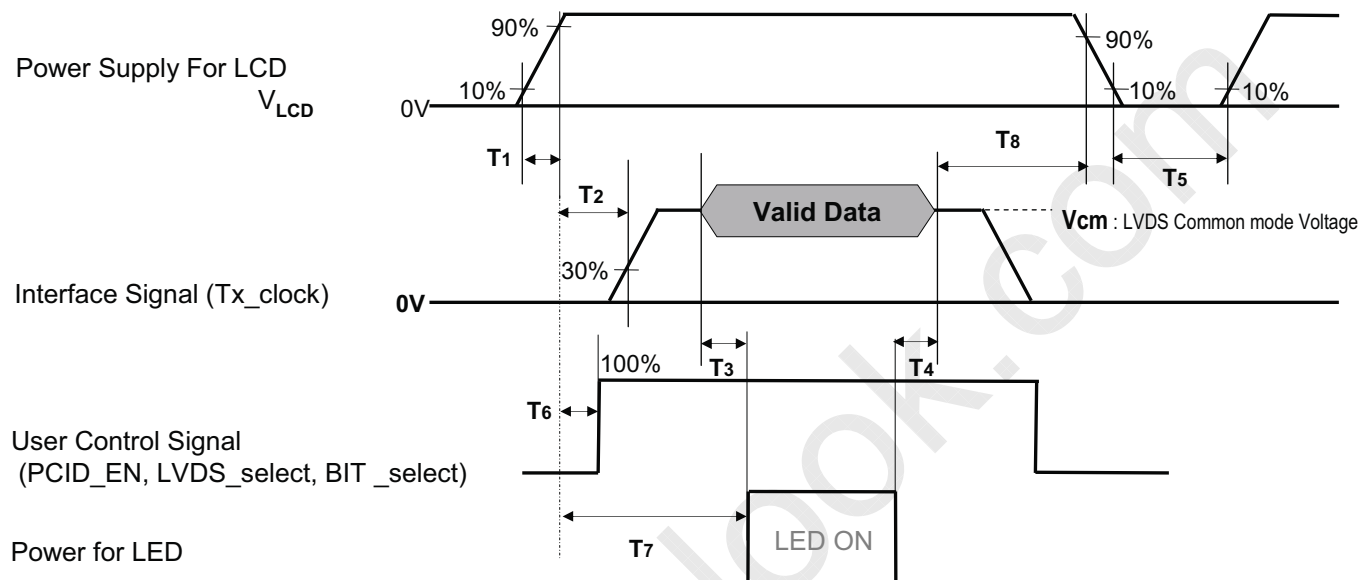 90%
90%
Power Supply For LCD
VLCD
10%
10%
10%
0V
T1
T8
T5
T2
Valid Data
Vcm : LVDS Common mode Voltage
30%
Interface Signal (Tx_clock)
0V
100%
T3
T4
T6
User Control Signal
(PCID_EN, LVDS_select, BIT _select)
T7
LED ON
Power for LED
look.com